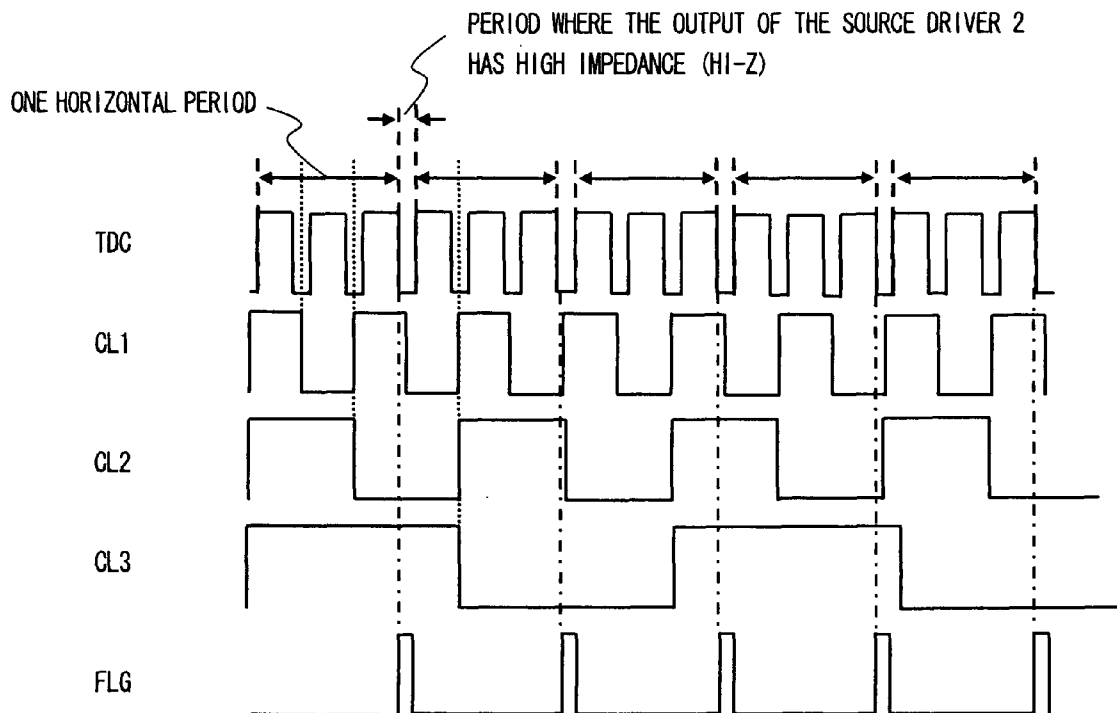 PERIOD WHERE THE OUTPUT OF THE SOURCE DRIVER 2
HAS HIGH IMPEDANCE (HI-Z)
ONE HORIZONTAL PERIOD
TDC
CL1
CL2
CL3
FLG